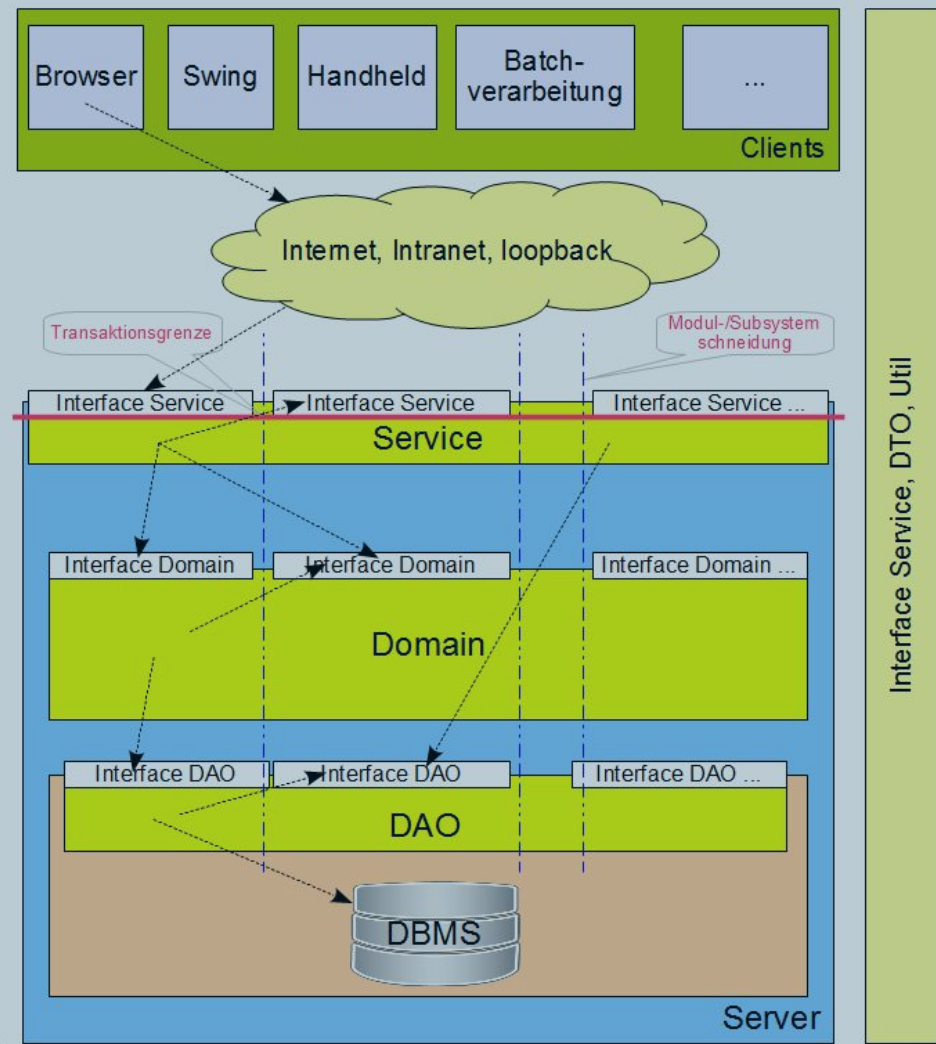 Browser
Swing
Handheld
Batch-
verarbeitung
...
Clients
Internet, Intranet, loopback
Transaktionsgrenze
Modul-/Subsystem
schneidung
Interface Service
Interface Service
Interface Service ...
Service
Interface Domain
Interface Domain
Interface Domain ...
Domain
Interface DAO
Interface DAO
Interface DAO ...
DAO
DBMS
Server
Interface Service, DTO, Util